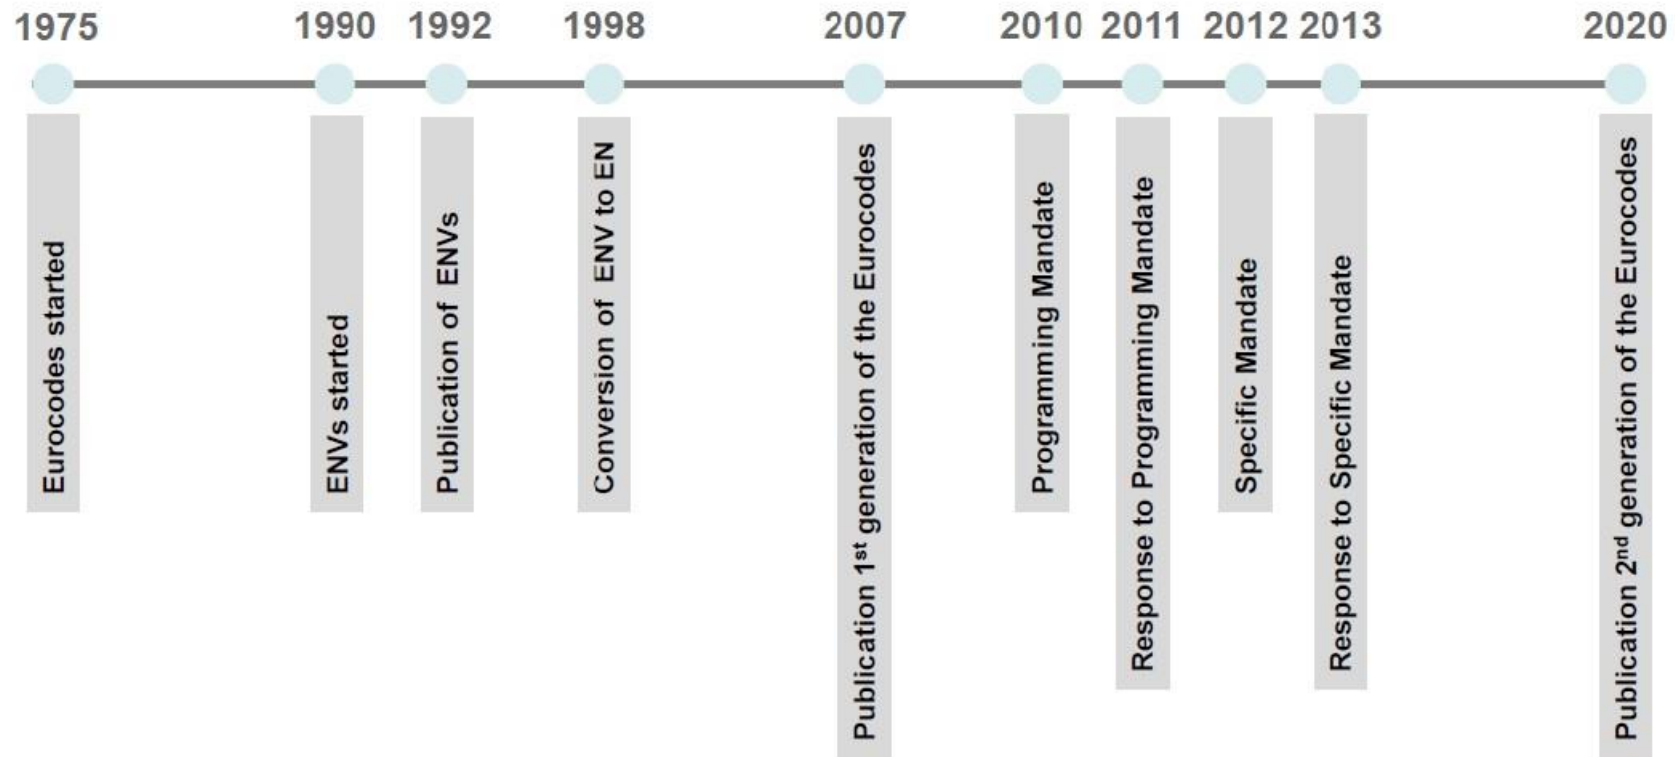 1975 1990 1992 1998 2007 2010 2011 2012 2013 2020
Eurocodes started
ENVs started
Publication of ENVs
Conversion of ENV to EN
Publication 1st generation of the Eurocodes
Programming Mandate
Response to Programming Mandate
Specific Mandate
Response to Specific Mandate
Publication 2nd generation of the Eurocodes